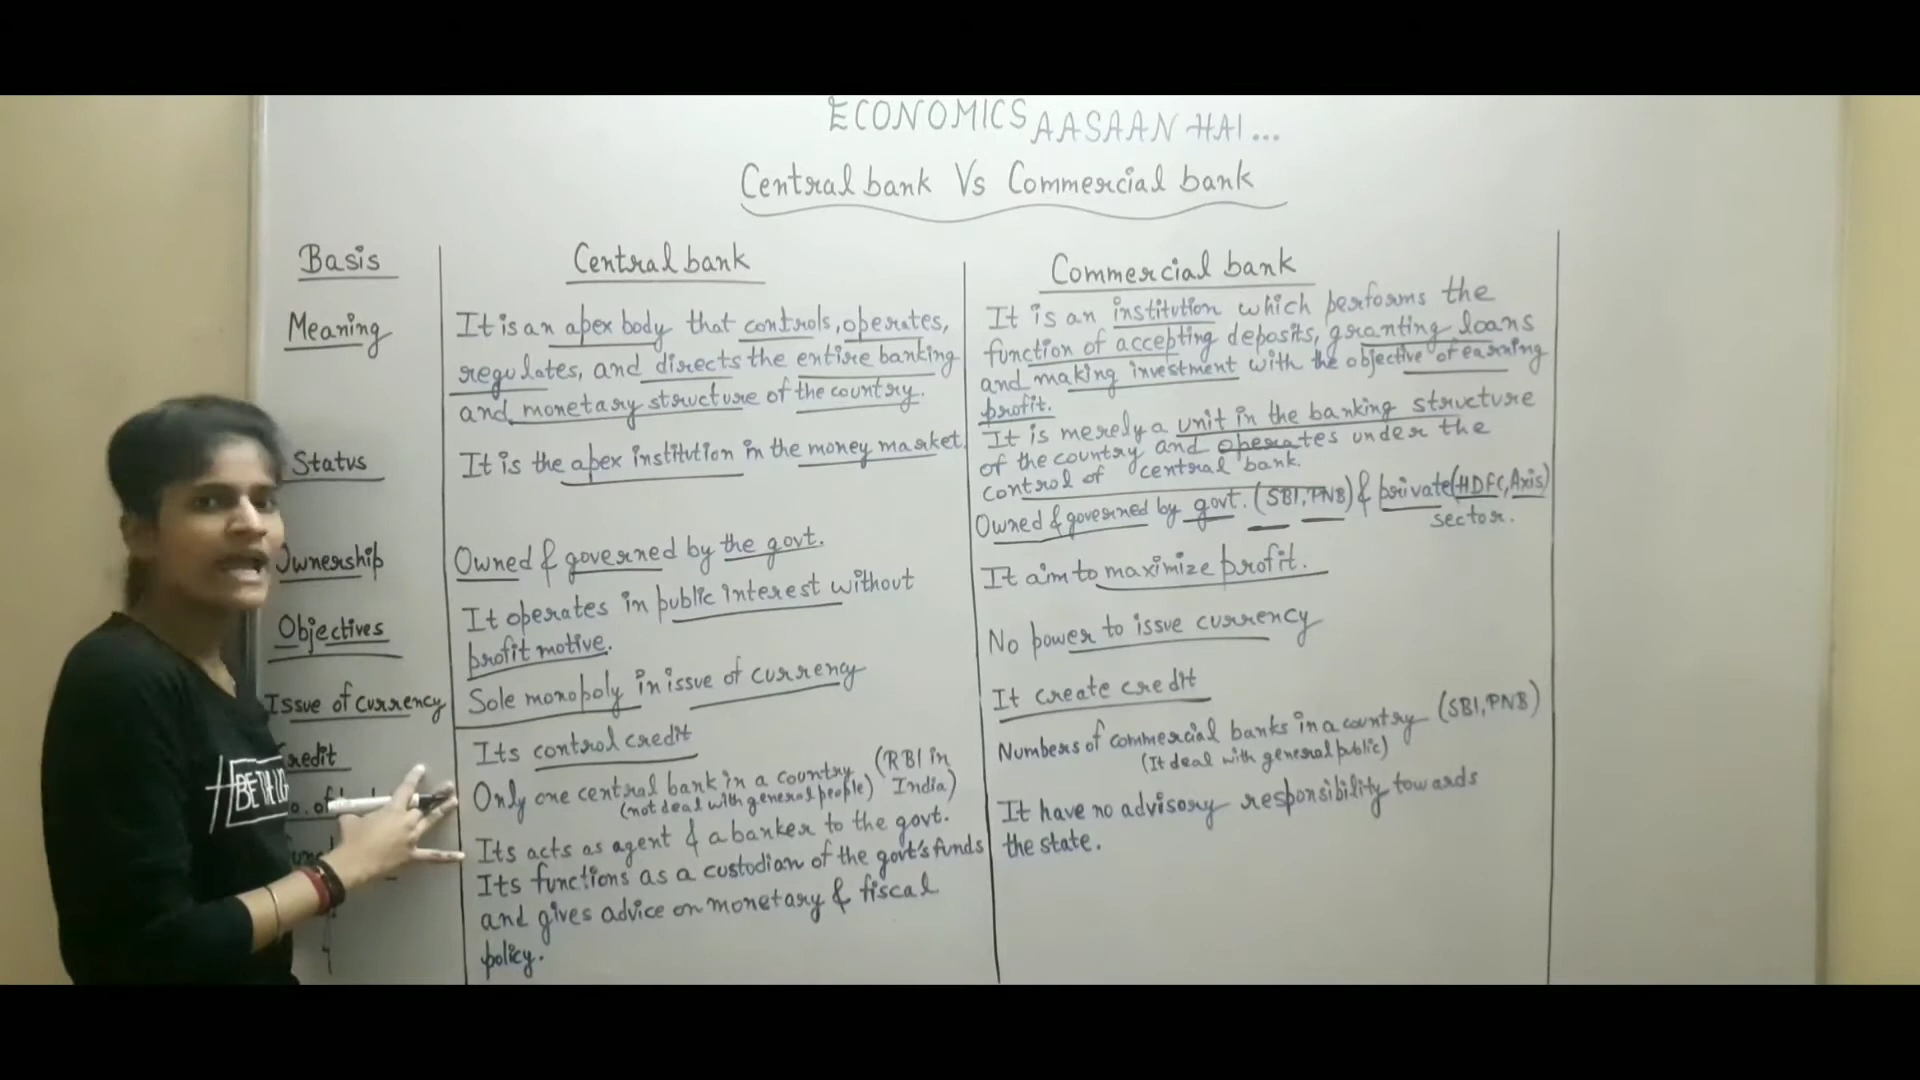 ECONOMICS AASAAN HAI...
Central bank Vs Commercial bank
Basis
Central bank
Commercial bank
Meaning
It is an apex body that controls, operates,
regulates, and directs the entire banking
and monetary structure of the country.
It is an institution which performs the
function of accepting deposits, granting loans
and making investment with the objective of earning
profit.
Status
It is the apex institution in the money market
It is merely a unit in the banking structure
of the country and operates under the
control of central bank.
Ownership
Owned & governed by the govt.
Owned & governed by govt. (SBI, PNB) & private (HDFC, Axis)
sector.
Objectives
It operates in public interest without
profit motive.
It aim to maximize profit.
Issue of currency
Sole monopoly in issue of currency
No power to issue currency
Its control credit
It create credit
Only one central bank in a country (RBI in
(not deal with general people) India)
Numbers of commercial banks in a country (SBI, PNB)
(It deal with general public)
Its acts as agent & a banker to the govt.
Its functions as a custodian of the govt's funds
and gives advice on monetary & fiscal
policy.
It have no advisory responsibility towards
the state.